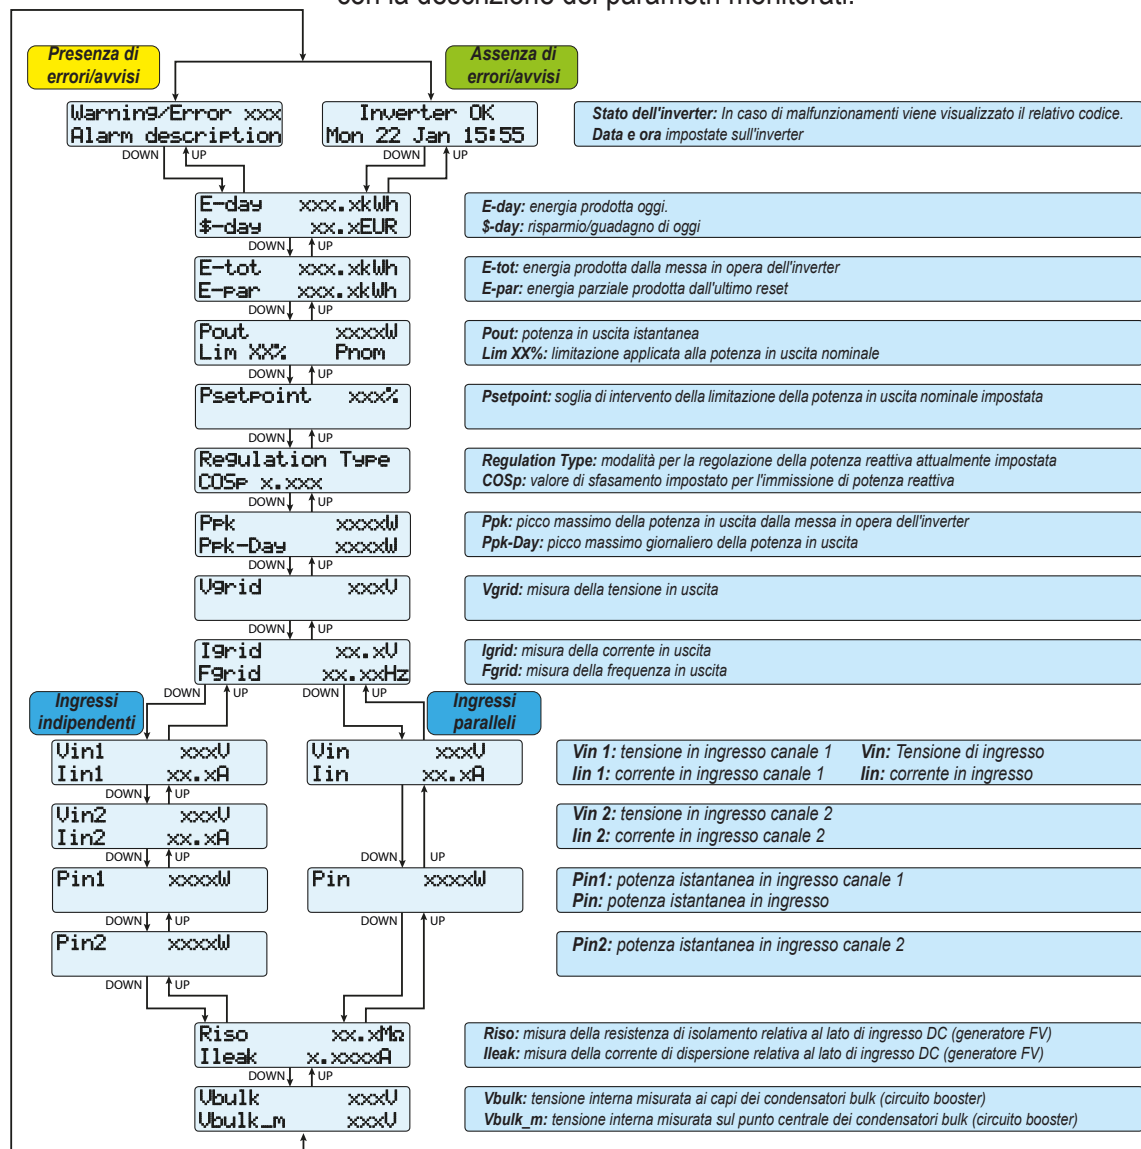 con la descrizione dei parametri monitorati.
Presenza di
errori/avvisi
Assenza di
errori/avvisi
Warning/Error xxx
Alarm description
Inverter OK
Mon 22 Jan 15:55
Stato dell'inverter: In caso di malfunzionamenti viene visualizzato il relativo codice.
Data e ora impostate sull'inverter
DOWN UP
DOWN UP
E-day xxx.xkWh
$-day xx.xEUR
E-day: energia prodotta oggi.
$-day: risparmio/guadagno di oggi
DOWN UP
E-tot xxx.xkWh
E-par xxx.xkWh
E-tot: energia prodotta dalla messa in opera dell'inverter
E-par: energia parziale prodotta dall'ultimo reset
DOWN UP
Pout xxxxW
Lim XX% Pnom
Pout: potenza in uscita istantanea
Lim XX%: limitazione applicata alla potenza in uscita nominale
DOWN UP
Psetpoint xxx%
Psetpoint: soglia di intervento della limitazione della potenza in uscita nominale impostata
DOWN UP
Regulation Type
COSp x.xxx
Regulation Type: modalità per la regolazione della potenza reattiva attualmente impostata
COSp: valore di sfasamento impostato per l'immissione di potenza reattiva
DOWN UP
Ppk xxxxW
Ppk-Day xxxxW
Ppk: picco massimo della potenza in uscita dalla messa in opera dell'inverter
Ppk-Day: picco massimo giornaliero della potenza in uscita
DOWN UP
Vgrid xxxV
Vgrid: misura della tensione in uscita
DOWN UP
Igrid xx.xV
Fgrid xx.xxHz
Igrid: misura della corrente in uscita
Fgrid: misura della frequenza in uscita
DOWN UP
DOWN UP
Ingressi
indipendenti
Ingressi
paralleli
Vin1 xxxV
Iin1 xx.xA
Vin xxxV
Iin xx.xA
Vin 1: tensione in ingresso canale 1 Vin: Tensione di ingresso
Iin 1: corrente in ingresso canale 1 Iin: corrente in ingresso
DOWN UP
Vin2 xxxV
Iin2 xx.xA
Vin 2: tensione in ingresso canale 2
Iin 2: corrente in ingresso canale 2
DOWN UP
DOWN UP
Pin1 xxxxW
Pin xxxxW
Pin1: potenza istantanea in ingresso canale 1
Pin: potenza istantanea in ingresso
DOWN UP
DOWN UP
Pin2 xxxxW
Pin2: potenza istantanea in ingresso canale 2
DOWN UP
Riso xx.xMΩ
Ileak x.xxxxA
Riso: misura della resistenza di isolamento relativa al lato di ingresso DC (generatore FV)
Ileak: misura della corrente di dispersione relativa al lato di ingresso DC (generatore FV)
DOWN UP
Vbulk xxxV
Vbulk_m xxxV
Vbulk: tensione interna misurata ai capi dei condensatori bulk (circuito booster)
Vbulk_m: tensione interna misurata sul punto centrale dei condensatori bulk (circuito booster)